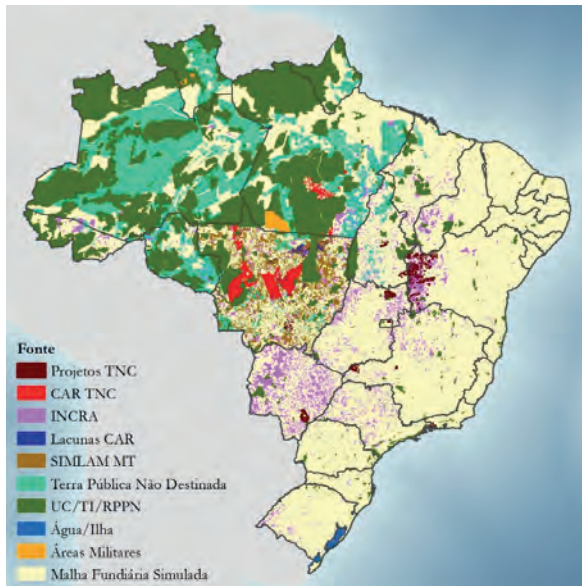 Fonte
Projetos TNC
CAR TNC
INCRA
Lacunas CAR
SIMLAM MT
Terra Pública Não Destinada
UC/TI/RPPN
Água/Ilha
Áreas Militares
Malha Fundiária Simulada